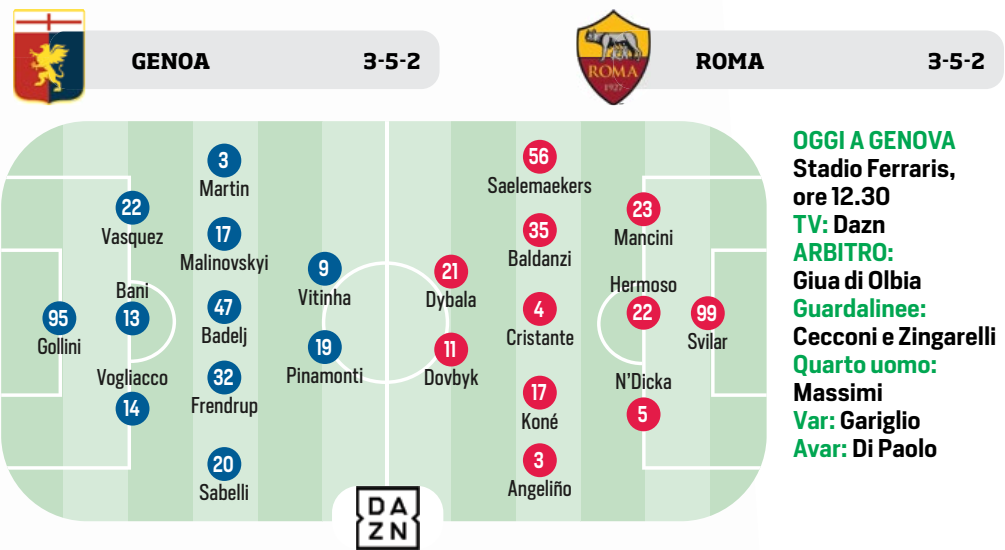 GENOA 3-5-2
ROMA 3-5-2
ROMA
1927
95
Gollini
22
Vasquez
Bani
13
Vogliacco
14
3
Martin
17
Malinovskyi
47
Badelj
32
Frendrup
20
Sabelli
9
Vitinha
19
Pinamonti
21
Dybala
11
Dovbyk
56
Saelemaekers
35
Baldanzi
4
Cristante
17
Koné
3
Angeliño
23
Mancini
Hermoso
22
N’Dicka
5
99
Svilar
DA
ZN
OGGI A GENOVA
Stadio Ferraris,
ore 12.30
TV: Dazn
ARBITRO:
Giua di Olbia
Guardalinee:
Cecconi e Zingarelli
Quarto uomo:
Massimi
Var: Gariglio
Avar: Di Paolo